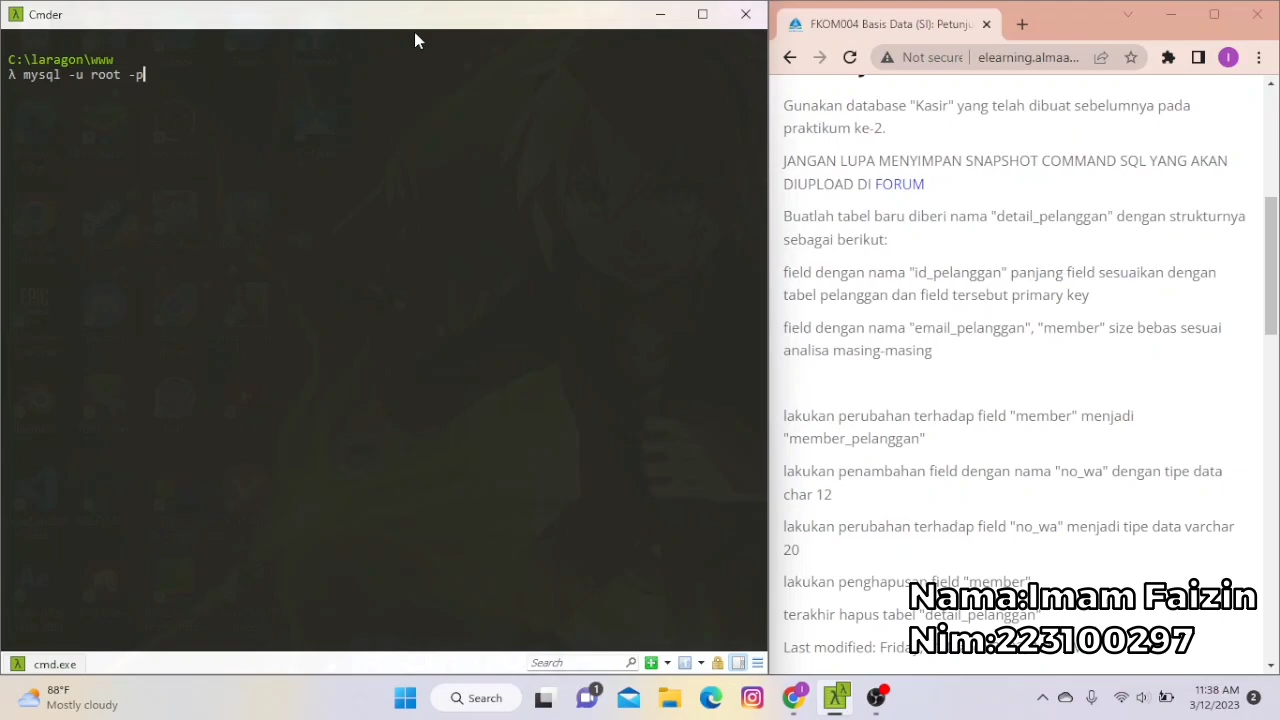 Cmder
C:\laragon\www
λ mysql -u root -p
cmd.exe
Search
FKOM004 Basis Data (SI): Petunju
Not secure
elearning.almaa...
I
Gunakan database "Kasir" yang telah dibuat sebelumnya pada
praktikum ke-2.
JANGAN LUPA MENYIMPAN SNAPSHOT COMMAND SQL YANG AKAN
DIUPLOAD DI FORUM
Buatlah tabel baru diberi nama "detail_pelanggan" dengan strukturnya
sebagai berikut:
field dengan nama "id_pelanggan" panjang field sesuaikan dengan
tabel pelanggan dan field tersebut primary key
field dengan nama "email_pelanggan", "member" size bebas sesuai
analisa masing-masing
lakukan perubahan terhadap field "member" menjadi
"member_pelanggan"
lakukan penambahan field dengan nama "no_wa" dengan tipe data
char 12
lakukan perubahan terhadap field "no_wa" menjadi tipe data varchar
20
lakukan penghapusan field "member"
terakhir hapus tabel "detail_pelanggan"
Last modified: Friday
Nama:Imam Faizin
Nim:223100297
88°F
Mostly cloudy
Search
1
11:38 AM
3/12/2023
2